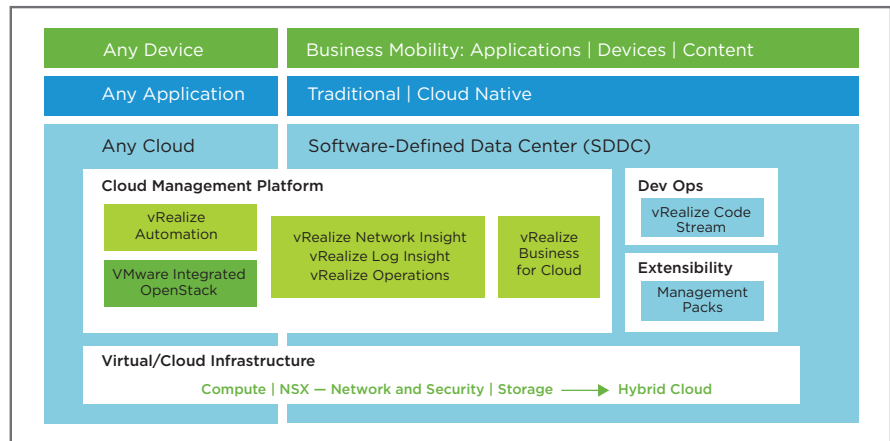 Any Device
Business Mobility: Applications | Devices | Content
Any Application
Traditional | Cloud Native
Any Cloud
Software-Defined Data Center (SDDC)
Cloud Management Platform
vRealize
Automation
VMware Integrated
OpenStack
vRealize Network Insight
vRealize Log Insight
vRealize Operations
vRealize
Business
for Cloud
Dev Ops
vRealize Code
Stream
Extensibility
Management
Packs
Virtual/Cloud Infrastructure
Compute | NSX — Network and Security | Storage
Hybrid Cloud